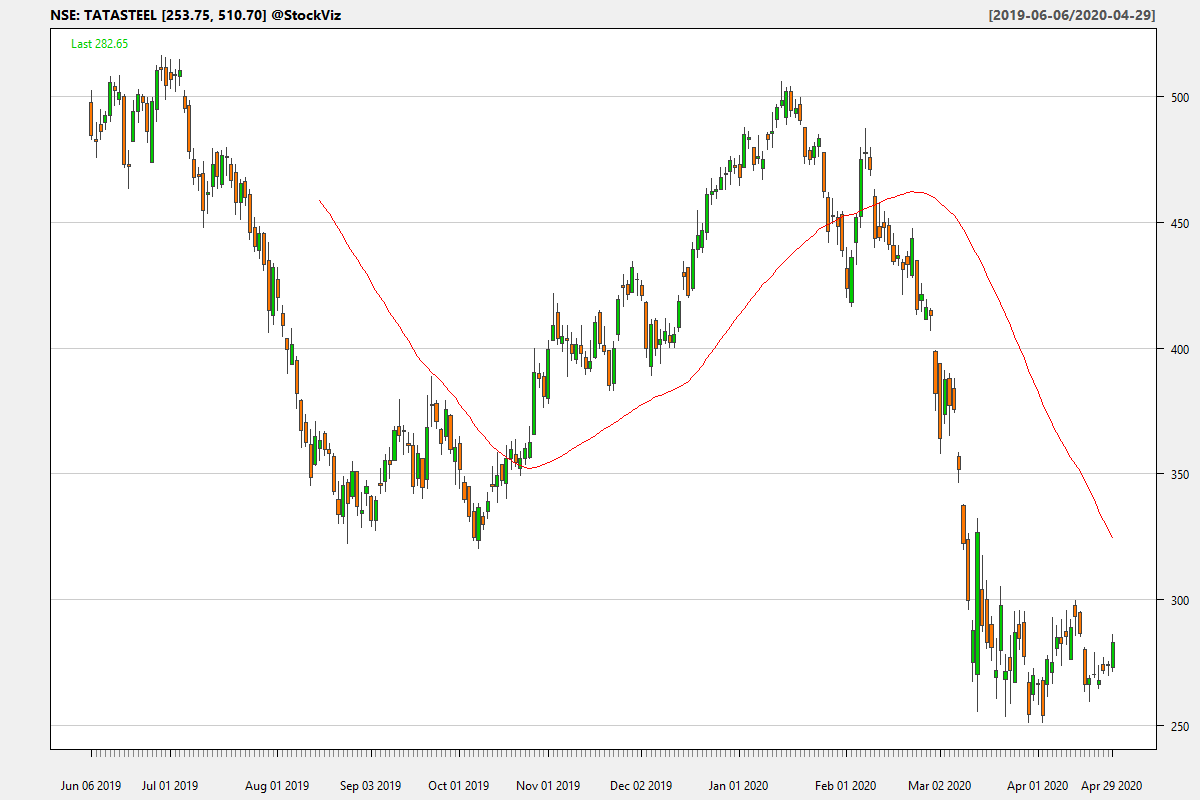 NSE: TATASTEEL [253.75, 510.70] @StockViz
[2019-06-06/2020-04-29]
Last 282.65
500
450
400
350
300
250
Jun 06 2019 Jul 01 2019 Aug 01 2019 Sep 03 2019 Oct 01 2019 Nov 01 2019 Dec 02 2019 Jan 01 2020 Feb 01 2020 Mar 02 2020 Apr 01 2020 Apr 29 2020